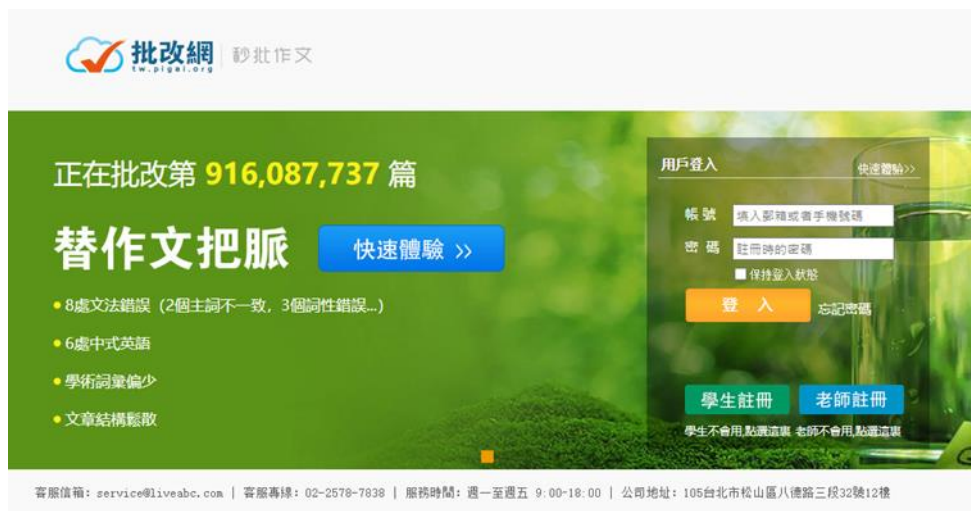 批改網 秒批作文
tw.pigai.org
正在批改第 916,087,737 篇
替作文把脈
快速體驗 >>
•8處文法錯誤 (2個主詞不一致, 3個詞性錯誤...)
•6處中式英語
•學術詞彙偏少
•文章結構鬆散
用戶登入 快速體驗>>
帳號 填入郵箱或者手機號碼
密碼 註冊時的密碼
保持登入狀態
登入 忘記密碼
學生註冊 老師註冊
學生不會用,點選這裏 老師不會用,點選這裏
客服信箱: service@liveabc.com | 客服專線: 02-2578-7838 | 服務時間: 週一至週五 9:00-18:00 | 公司地址: 105台北市松山區八德路三段32號12樓